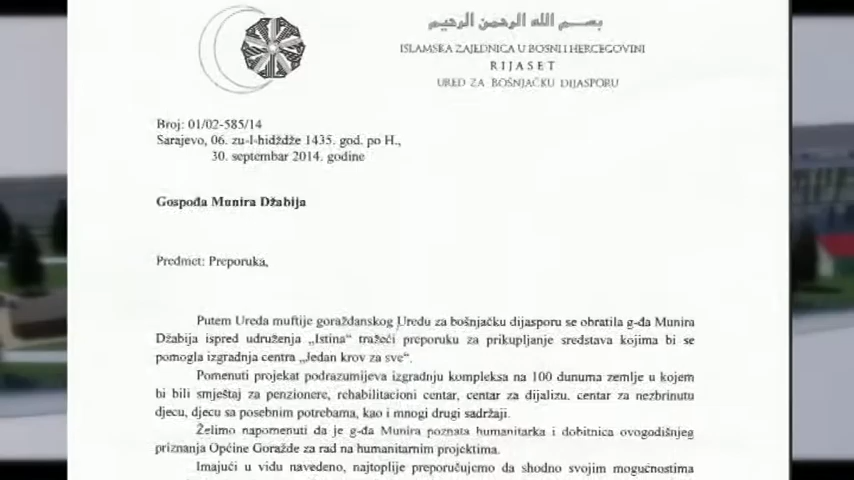 بسم الله الرحمن الرحيم
ISLAMSKA ZAJEDNICA U BOSNI I HERCEGOVINI
RIJASET
URED ZA BOŠNJAČKU DIJASPORU
Broj: 01/02-585/14
Sarajevo, 06. zu-l-hidždže 1435. god. po H.,
30. septembar 2014. godine
Gospođa Munira Džabija
Predmet: Preporuka,
Putem Ureda muftije goraždanskog Uredu za bošnjačku dijasporu se obratila g-đa Munira
Džabija ispred udruženja „Istina“ tražeći preporuku za prikupljanje sredstava kojima bi se
pomogla izgradnja centra „Jedan krov za sve“.
Pomenuti projekat podrazumijeva izgradnju kompleksa na 100 dunuma zemlje u kojem
bi bili smještaj za penzionere, rehabilitacioni centar, centar za dijalizu, centar za nezbrinutu
djecu, djecu sa posebnim potrebama, kao i mnogi drugi sadržaji.
Želimo napomenuti da je g-đa Munira poznata humanitarka i dobitnica ovogodišnjeg
priznanja Općine Goražde za rad na humanitarnim projektima.
Imajući u vidu navedeno, najtoplije preporučujemo da shodno svojim mogućnostima